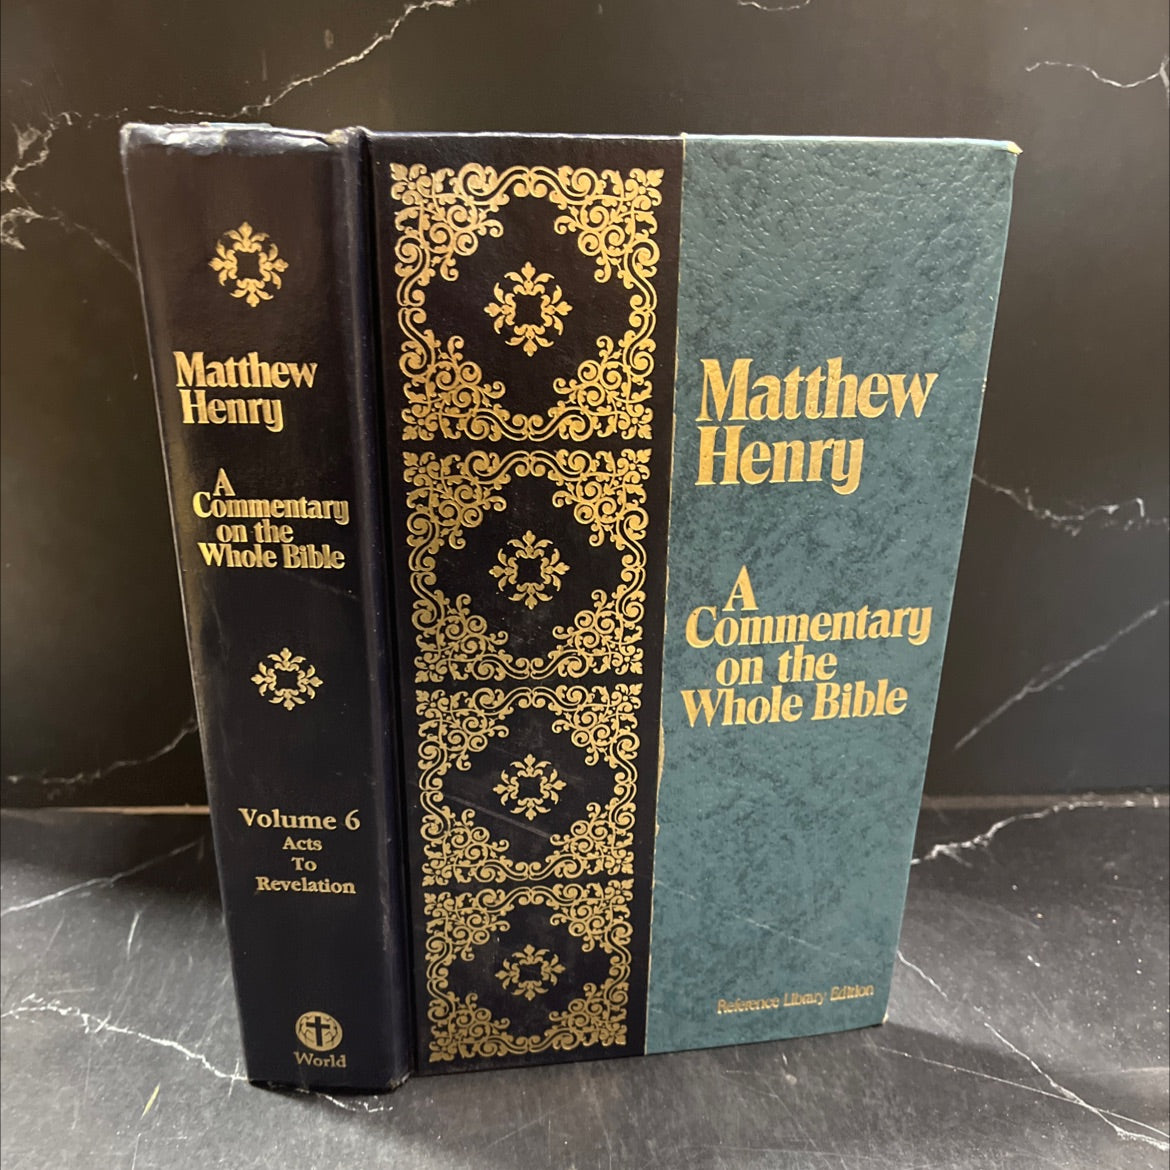 Matthew
Henry
A
Commentary
on the
Whole Bible
Volume 6
Acts
To
Revelation
World
Matthew
Henry
A
Commentary
on the
Whole Bible
Reference Library Edition